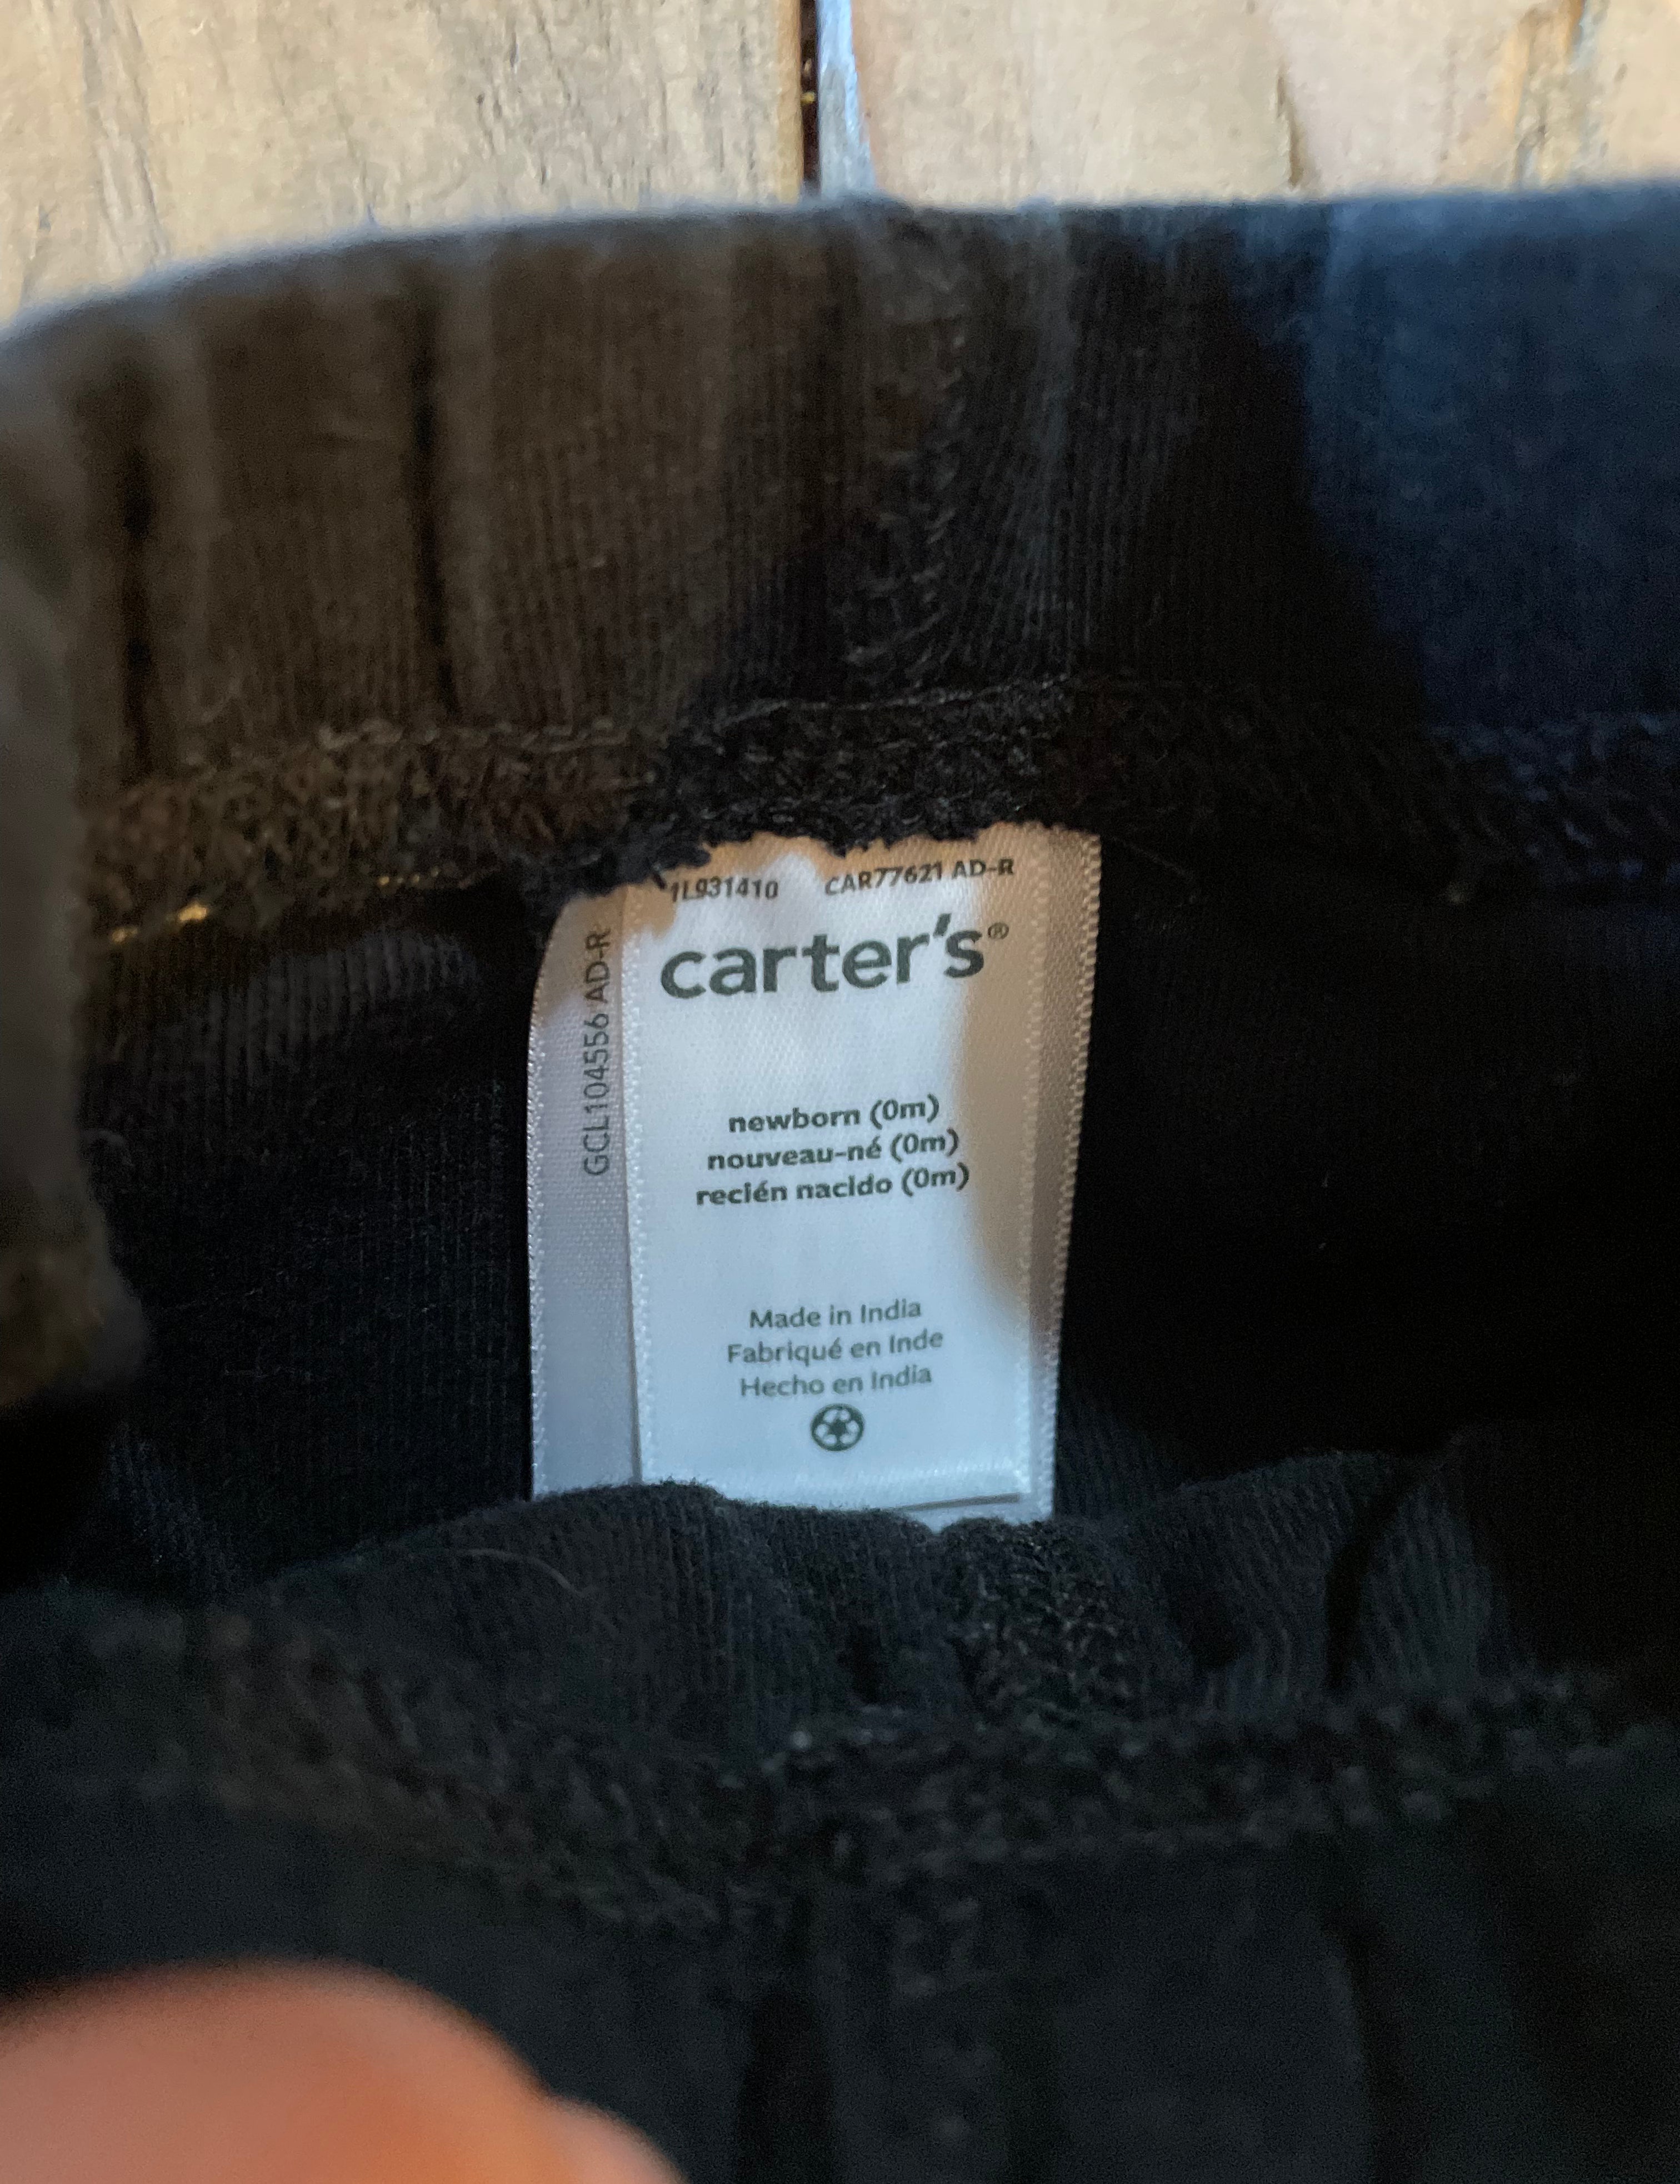 1L931410 CAR77621 AD-R
carter's®
newborn (0m)
nouveau-né (0m)
recién nacido (0m)
Made in India
Fabriqué en Inde
Hecho en India
GCL104556 AD-R